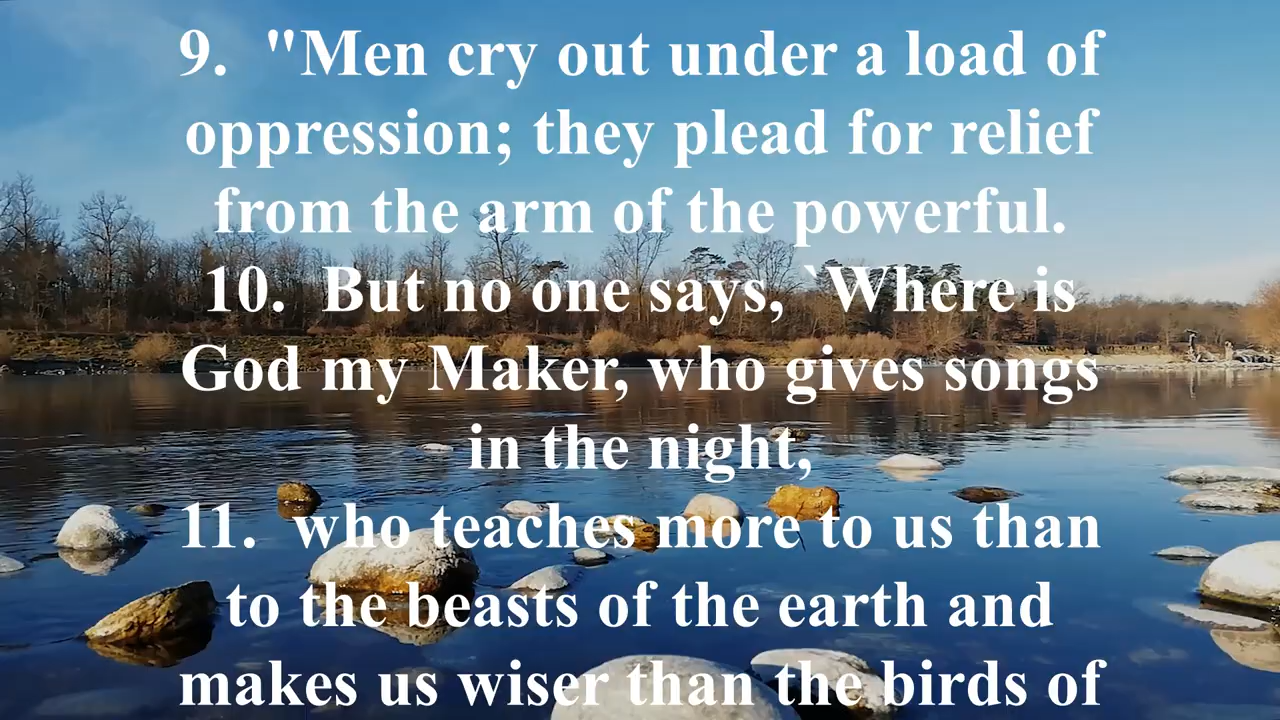 9.  "Men cry out under a load of
oppression; they plead for relief
from the arm of the powerful.
10.  But no one says, `Where is
God my Maker, who gives songs
in the night,
11.  who teaches more to us than
to the beasts of the earth and
makes us wiser than the birds of